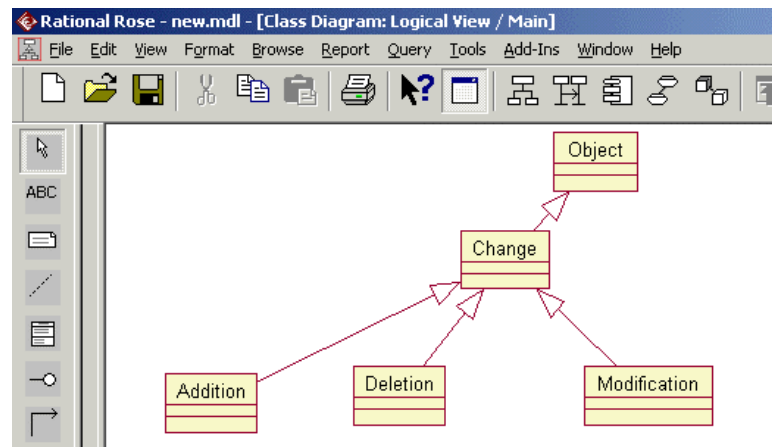 Rational Rose - new.mdl - [Class Diagram: Logical View / Main]
File Edit View Format Browse Report Query Tools Add-Ins Window Help
ABC
Object
Change
Addition Deletion Modification